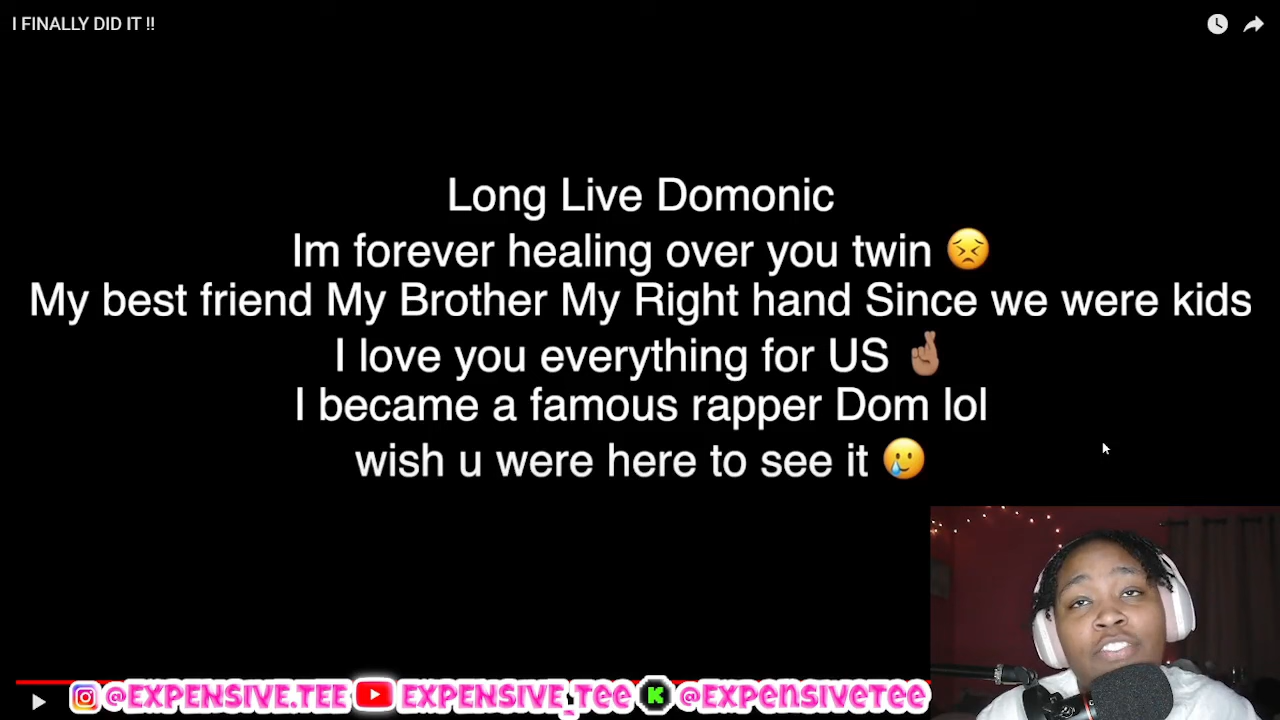 I FINALLY DID IT !!
Long Live Domonic
Im forever healing over you twin 😣
My best friend My Brother My Right hand Since we were kids
I love you everything for US 🤞🏽
I became a famous rapper Dom lol
wish u were here to see it 🥲
@EXPENSIVE.TEE EXPENSIVE_TEE K @EXPENSIVETEE